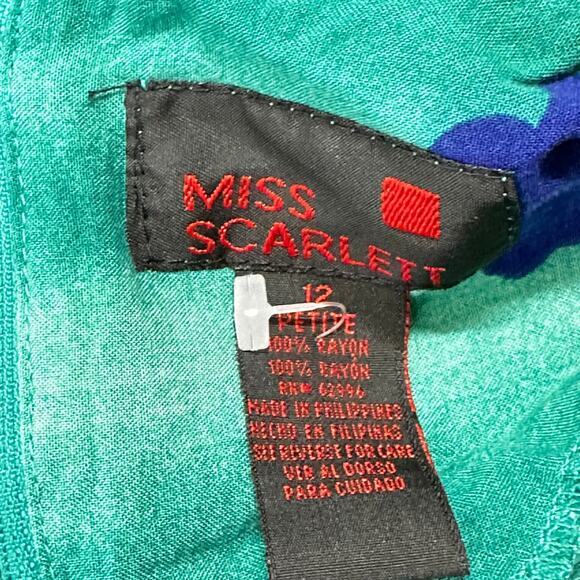 MISS
SCARLETT
12
PETITE
100% RAYON
100% RAYON
RN# 62996
MADE IN PHILIPPINES
HECHO EN FILIPINAS
SEE REVERSE FOR CARE
VER AL DORSO
PARA CUIDADO